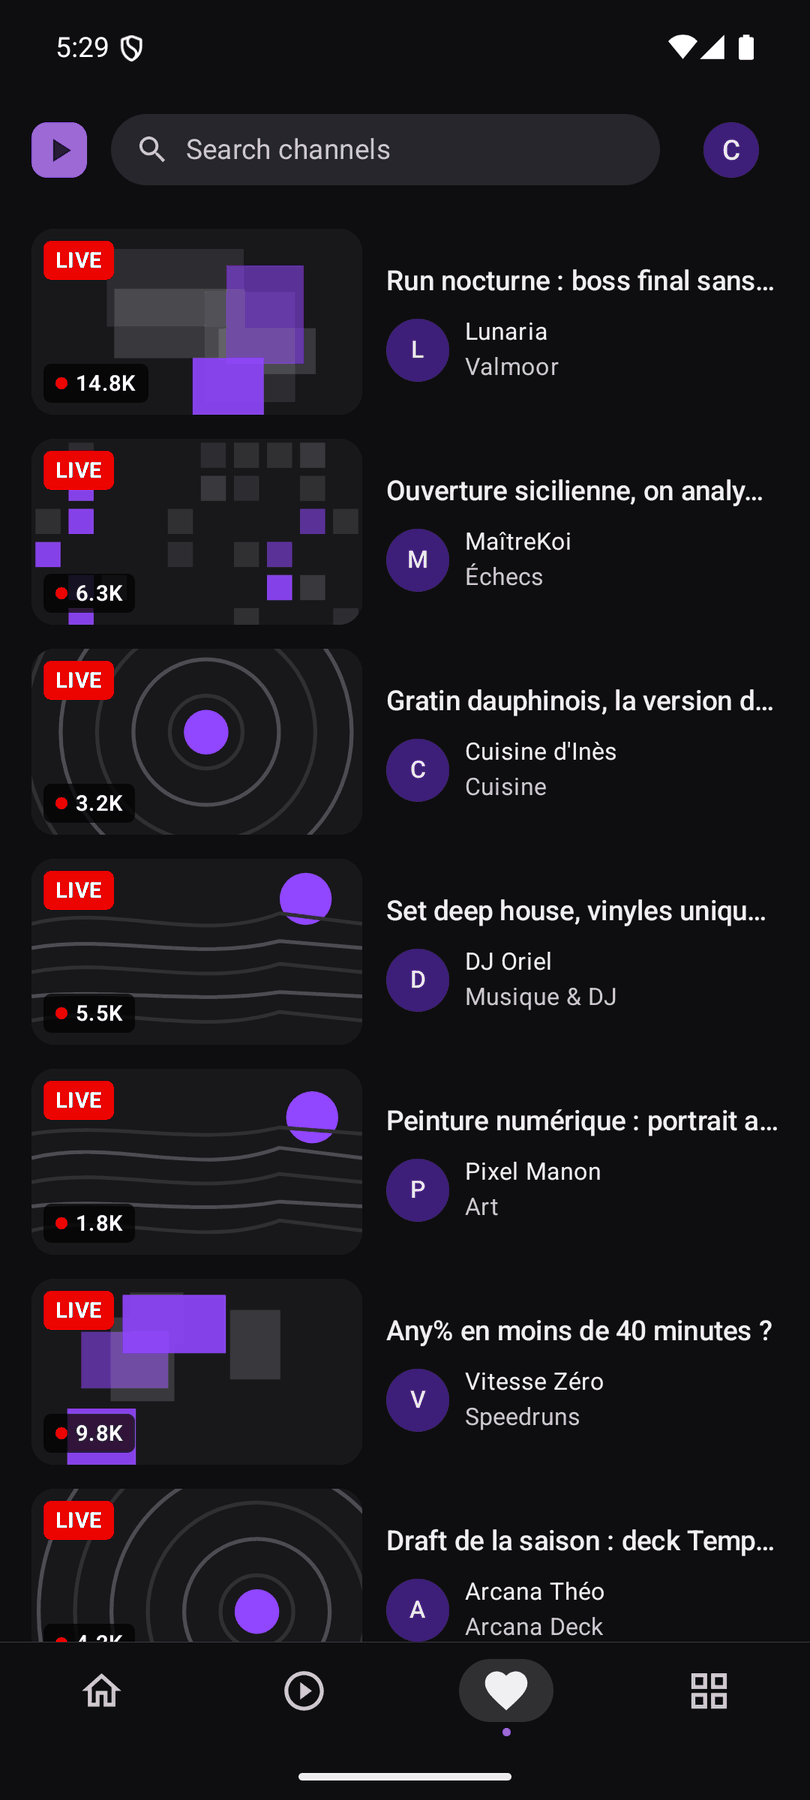 5:29
Search channels
C
LIVE
14.8K
Run nocturne : boss final sans...
L
Lunaria
Valmoor
LIVE
6.3K
Ouverture sicilienne, on analy...
M
MaîtreKoi
Échecs
LIVE
3.2K
Gratin dauphinois, la version d...
C
Cuisine d'Inès
Cuisine
LIVE
5.5K
Set deep house, vinyles uniqu...
D
DJ Oriel
Musique & DJ
LIVE
1.8K
Peinture numérique : portrait a...
P
Pixel Manon
Art
LIVE
9.8K
Any% en moins de 40 minutes ?
V
Vitesse Zéro
Speedruns
LIVE
Draft de la saison : deck Temp...
A
Arcana Théo
Arcana Deck